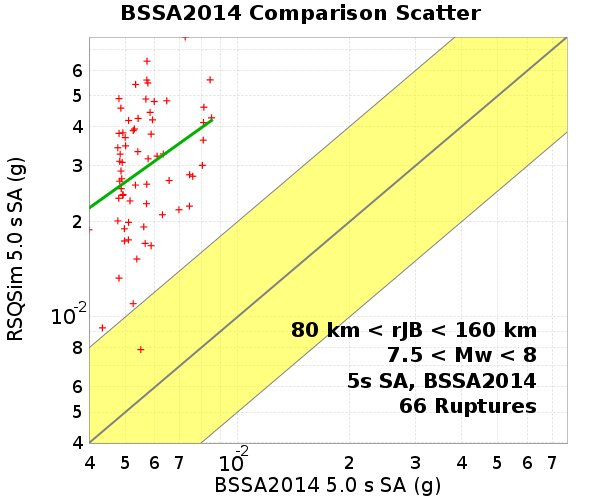 BSSA2014 Comparison Scatter
RSQSim 5.0 s SA (g)
6
5
4
3
2
10-2
8
7
6
5
4
80 km < rJB < 160 km
7.5 < Mw < 8
5s SA, BSSA2014
66 Ruptures
4 5 6 7 10-2 2 3 4 5 6 7
BSSA2014 5.0 s SA (g)